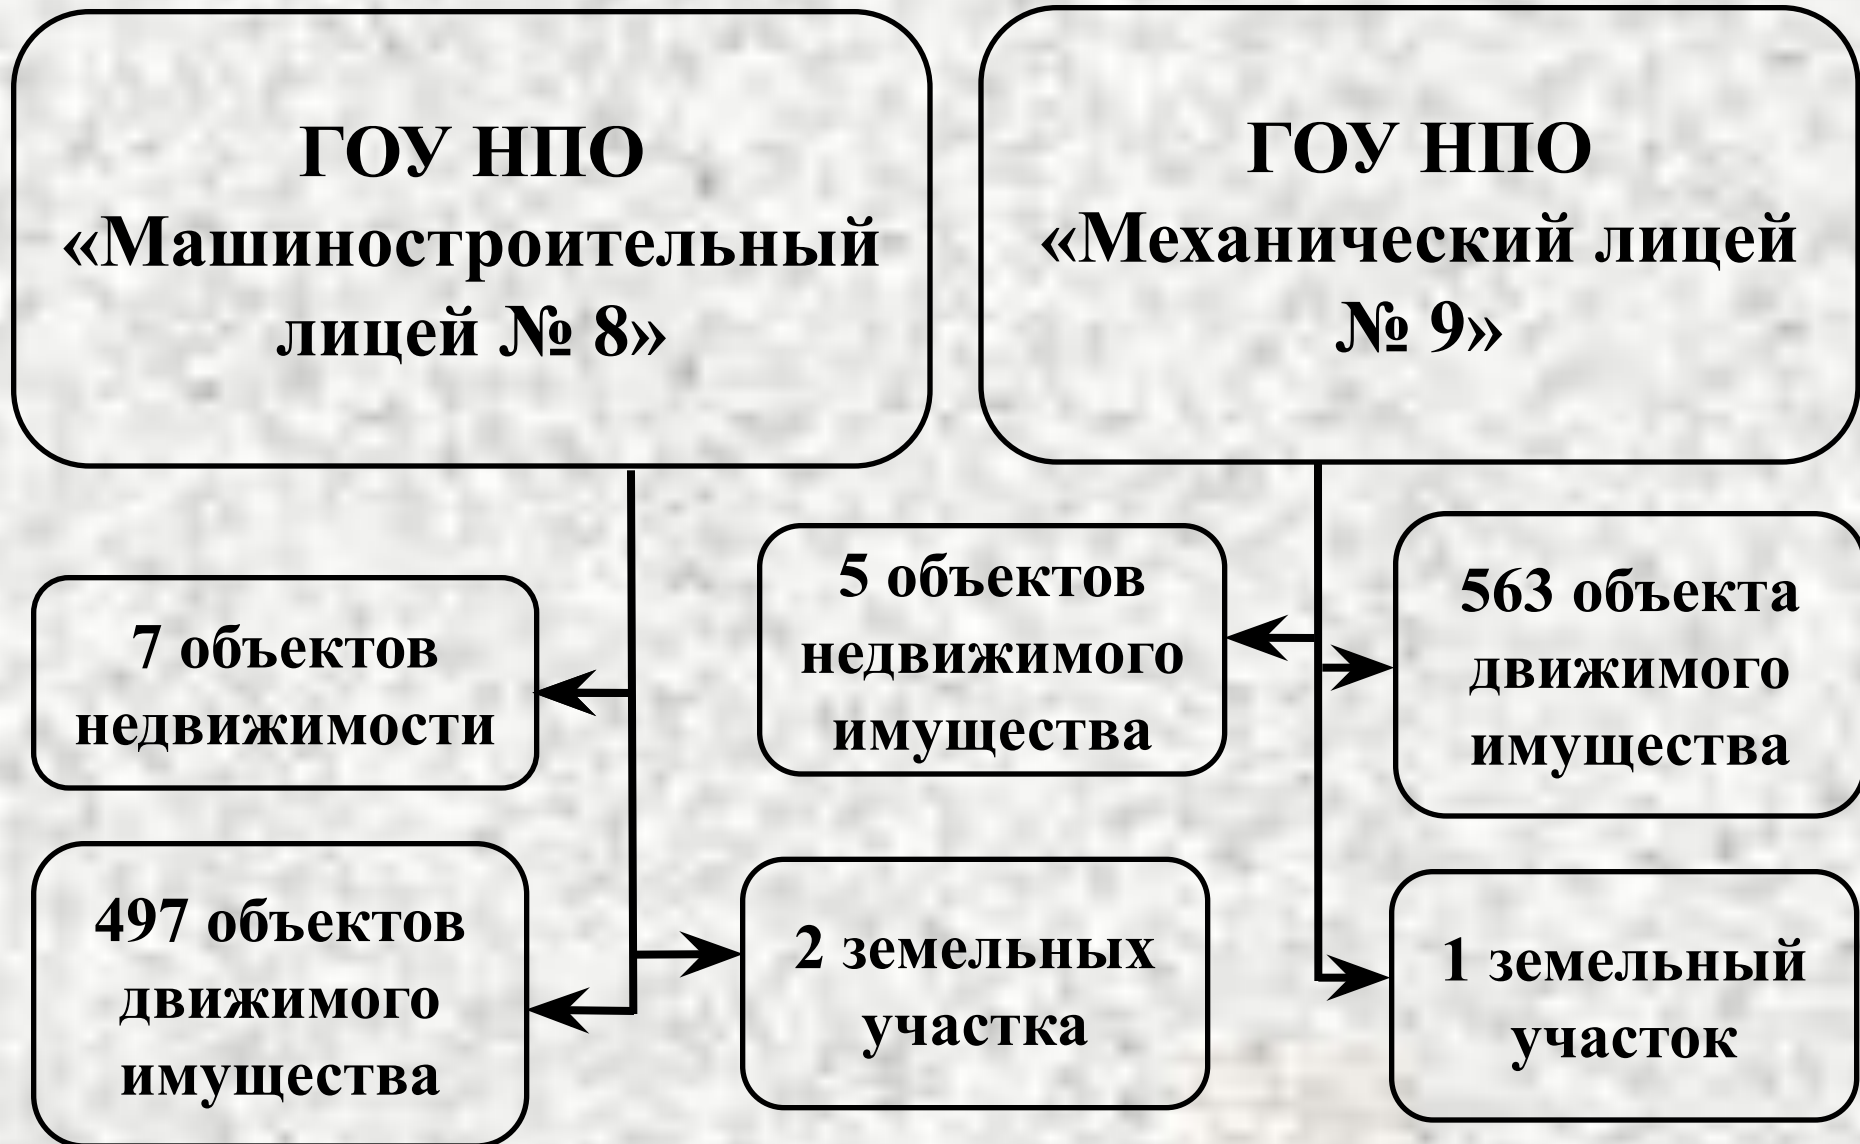 ГОУ НПО
«Машиностроительный
лицей № 8»
ГОУ НПО
«Механический лицей
№ 9»
7 объектов
недвижимости
5 объектов
недвижимого
имущества
563 объекта
движимого
имущества
497 объектов
движимого
имущества
2 земельных
участка
1 земельный
участок